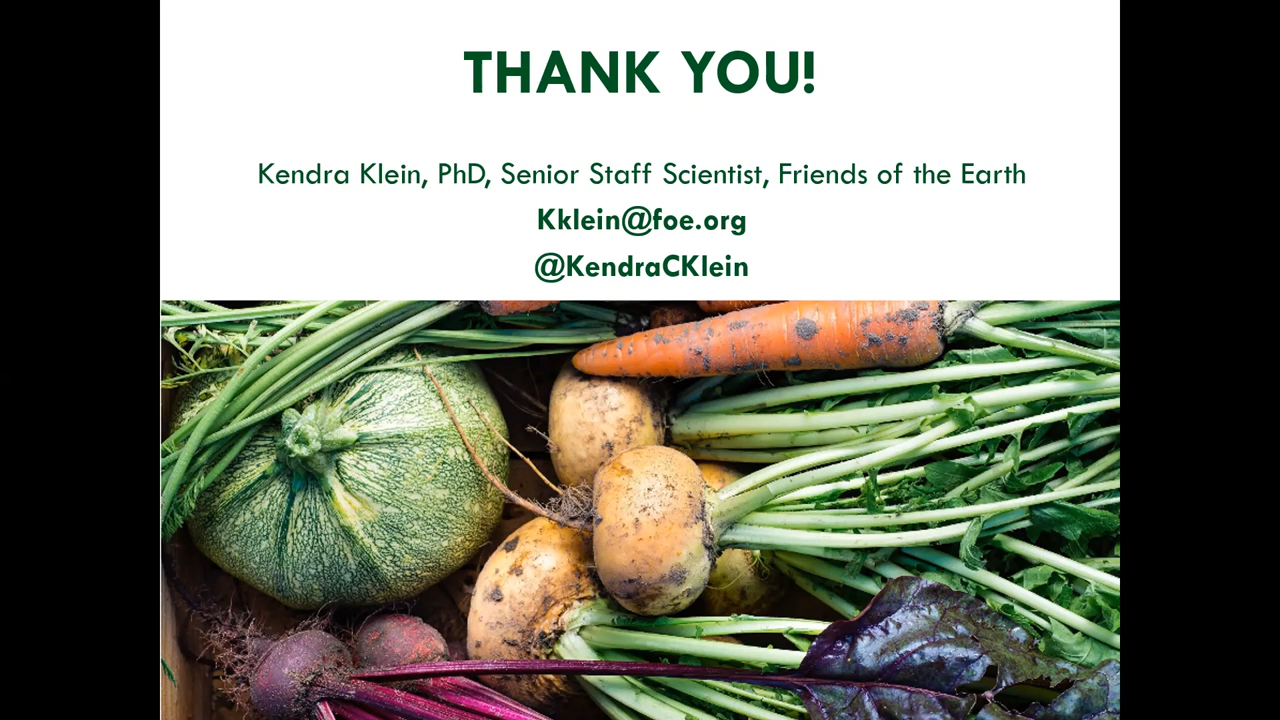 THANK YOU!
Kendra Klein, PhD, Senior Staff Scientist, Friends of the Earth
Kklein@foe.org
@KendraCKlein